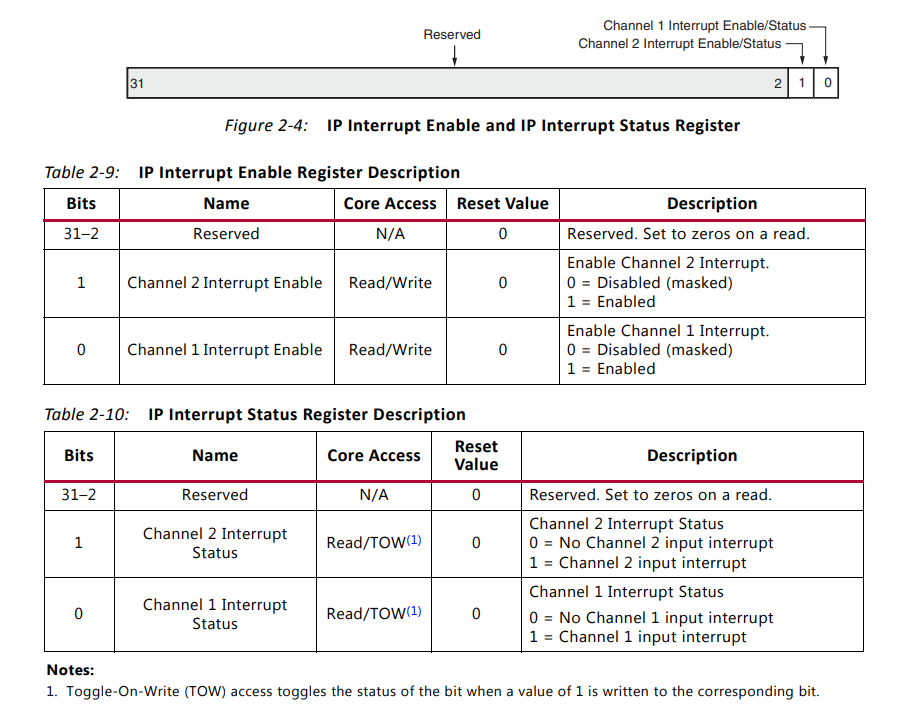 Channel 1 Interrupt Enable/Status
Reserved
Channel 2 Interrupt Enable/Status
31 2 1 0
Figure 2-4: IP Interrupt Enable and IP Interrupt Status Register
Table 2-9: IP Interrupt Enable Register Description
Bits Name Core Access Reset Value Description
31–2 Reserved N/A 0 Reserved. Set to zeros on a read.
1 Channel 2 Interrupt Enable Read/Write 0 Enable Channel 2 Interrupt.
0 = Disabled (masked)
1 = Enabled
0 Channel 1 Interrupt Enable Read/Write 0 Enable Channel 1 Interrupt.
0 = Disabled (masked)
1 = Enabled
Table 2-10: IP Interrupt Status Register Description
Bits Name Core Access Reset Value Description
31–2 Reserved N/A 0 Reserved. Set to zeros on a read.
1 Channel 2 Interrupt Status Read/TOW(1) 0 Channel 2 Interrupt Status
0 = No Channel 2 input interrupt
1 = Channel 2 input interrupt
0 Channel 1 Interrupt Status Read/TOW(1) 0 Channel 1 Interrupt Status
0 = No Channel 1 input interrupt
1 = Channel 1 input interrupt
Notes:
1. Toggle-On-Write (TOW) access toggles the status of the bit when a value of 1 is written to the corresponding bit.